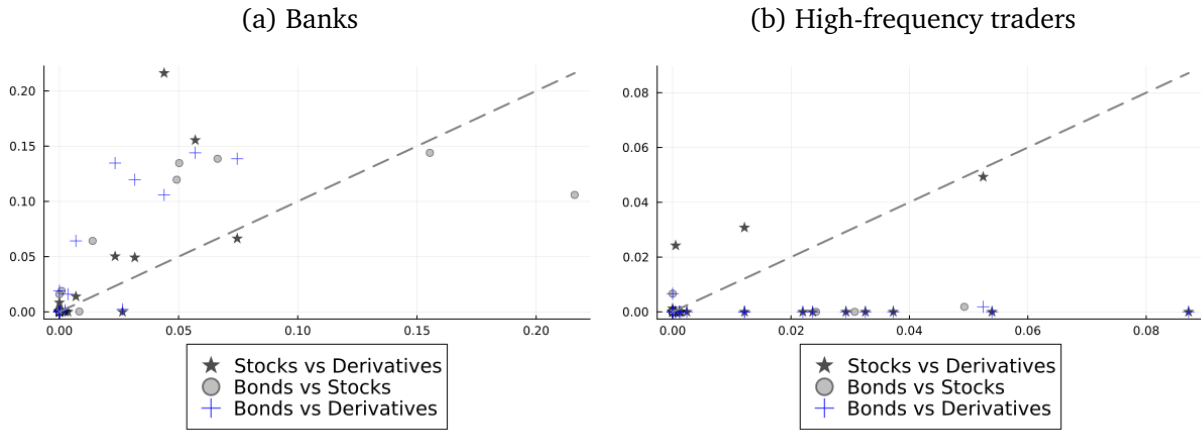 (a) Banks
0.20
0.15
0.10
0.05
0.00
0.00 0.05 0.10 0.15 0.20
Stocks vs Derivatives
Bonds vs Stocks
Bonds vs Derivatives
(b) High-frequency traders
0.08
0.06
0.04
0.02
0.00
0.00 0.02 0.04 0.06 0.08
Stocks vs Derivatives
Bonds vs Stocks
Bonds vs Derivatives